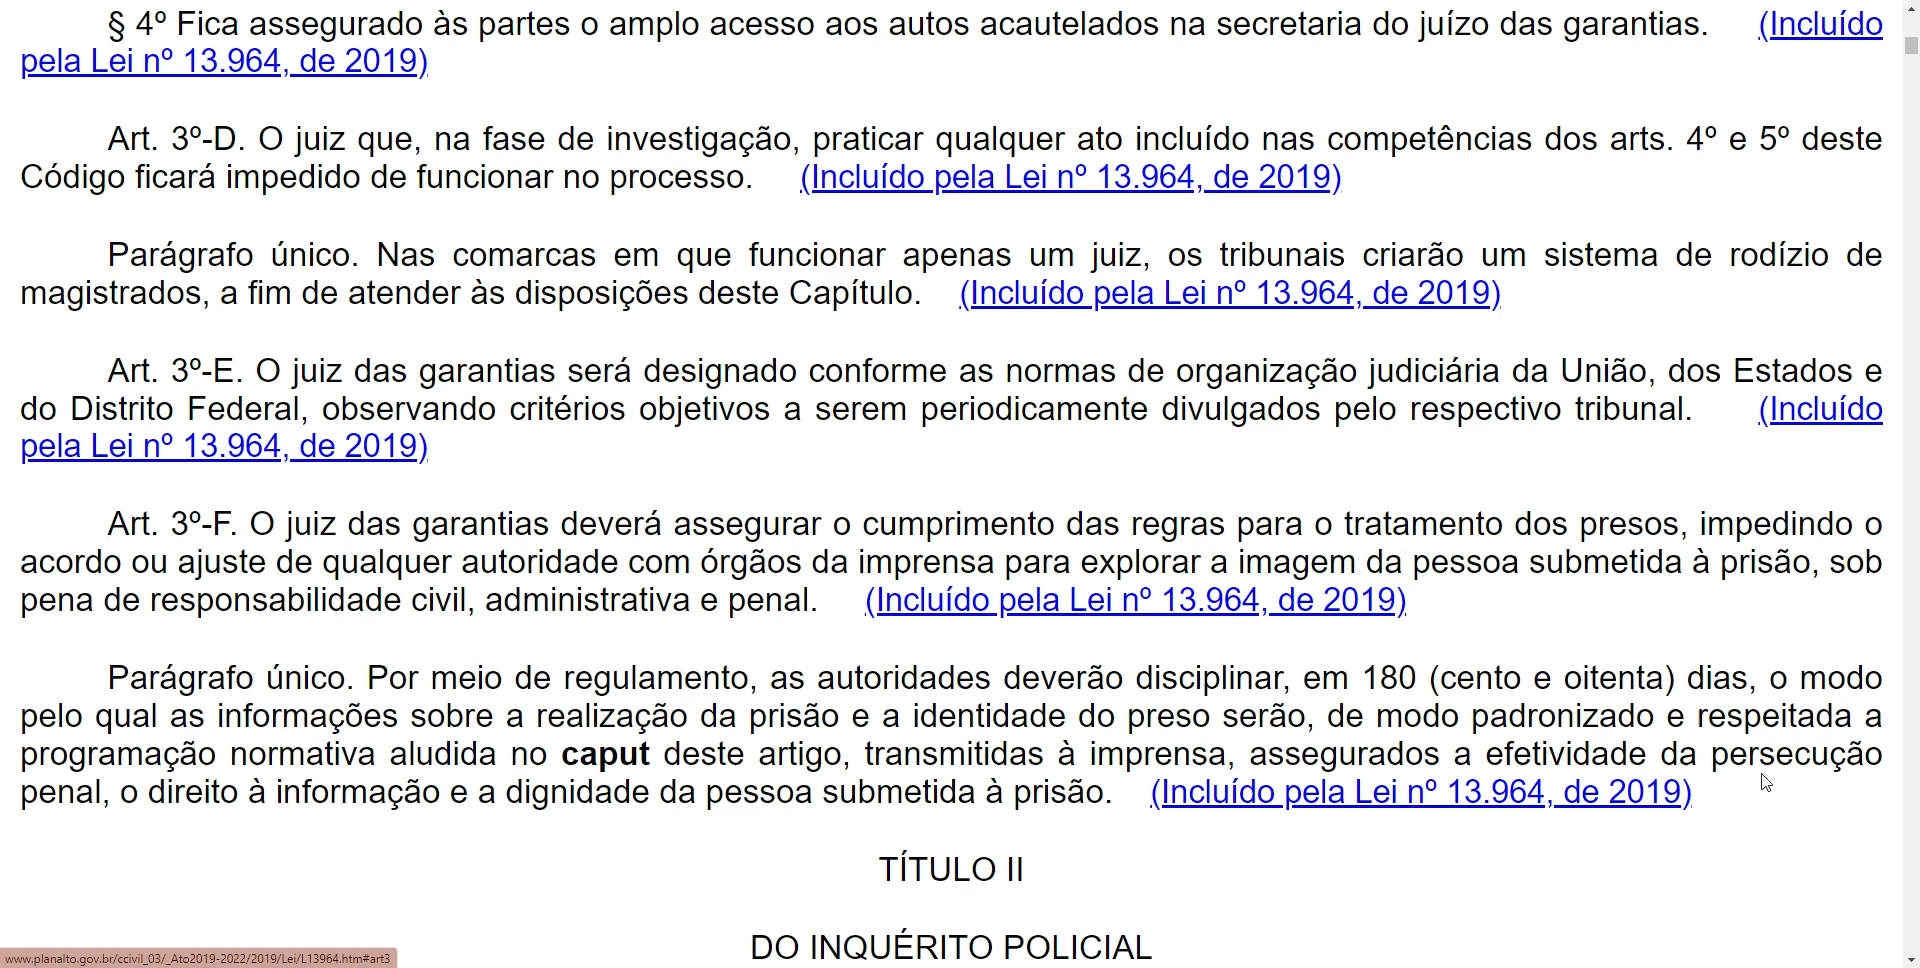 § 4º Fica assegurado às partes o amplo acesso aos autos acautelados na secretaria do juízo das garantias. (Incluído
pela Lei nº 13.964, de 2019)
Art. 3º-D. O juiz que, na fase de investigação, praticar qualquer ato incluído nas competências dos arts. 4º e 5º deste
Código ficará impedido de funcionar no processo. (Incluído pela Lei nº 13.964, de 2019)
Parágrafo único. Nas comarcas em que funcionar apenas um juiz, os tribunais criarão um sistema de rodízio de
magistrados, a fim de atender às disposições deste Capítulo. (Incluído pela Lei nº 13.964, de 2019)
Art. 3º-E. O juiz das garantias será designado conforme as normas de organização judiciária da União, dos Estados e
do Distrito Federal, observando critérios objetivos a serem periodicamente divulgados pelo respectivo tribunal. (Incluído
pela Lei nº 13.964, de 2019)
Art. 3º-F. O juiz das garantias deverá assegurar o cumprimento das regras para o tratamento dos presos, impedindo o
acordo ou ajuste de qualquer autoridade com órgãos da imprensa para explorar a imagem da pessoa submetida à prisão, sob
pena de responsabilidade civil, administrativa e penal. (Incluído pela Lei nº 13.964, de 2019)
Parágrafo único. Por meio de regulamento, as autoridades deverão disciplinar, em 180 (cento e oitenta) dias, o modo
pelo qual as informações sobre a realização da prisão e a identidade do preso serão, de modo padronizado e respeitada a
programação normativa aludida no caput deste artigo, transmitidas à imprensa, assegurados a efetividade da persecução
penal, o direito à informação e a dignidade da pessoa submetida à prisão. (Incluído pela Lei nº 13.964, de 2019)
TÍTULO II
DO INQUÉRITO POLICIAL
www.planalto.gov.br/ccivil_03/_Ato2019-2022/2019/Lei/L13964.htm#art3